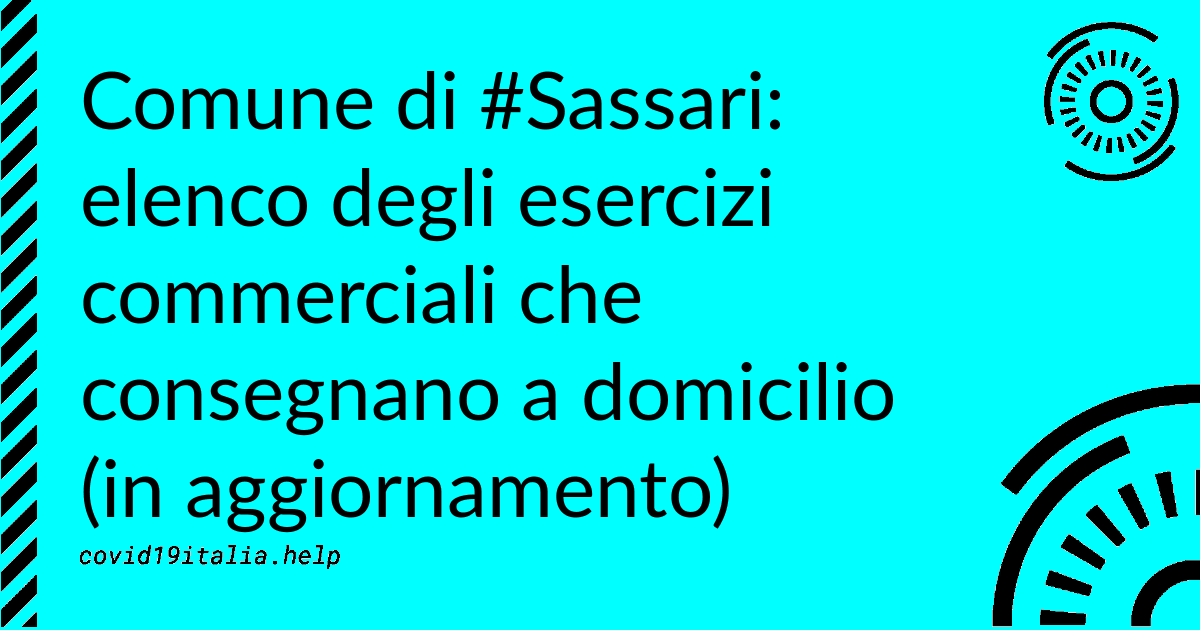 Comune di #Sassari:
elenco degli esercizi
commerciali che
consegnano a domicilio
(in aggiornamento)
covid19italia.help